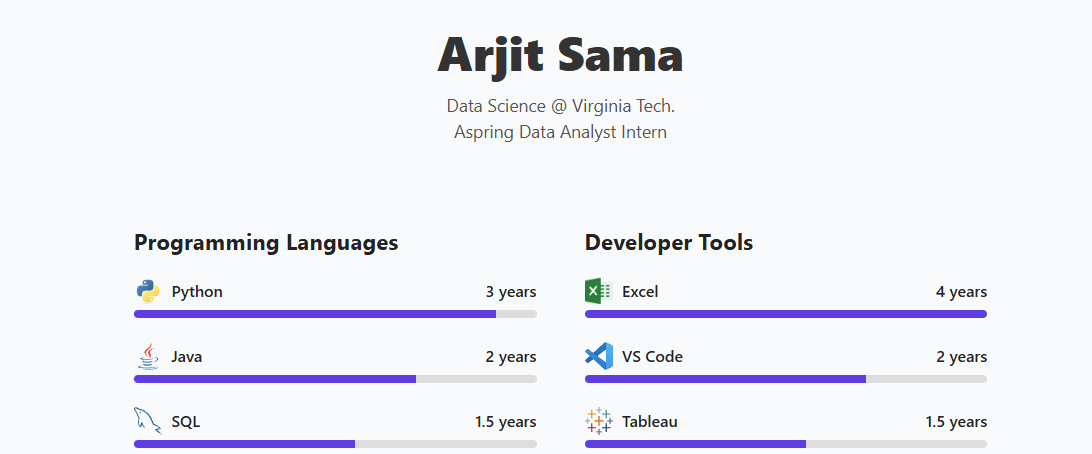 Arjit Sama
Data Science @ Virginia Tech.
Aspring Data Analyst Intern
Programming Languages
Python 3 years
Java 2 years
SQL 1.5 years
Developer Tools
Excel 4 years
VS Code 2 years
Tableau 1.5 years